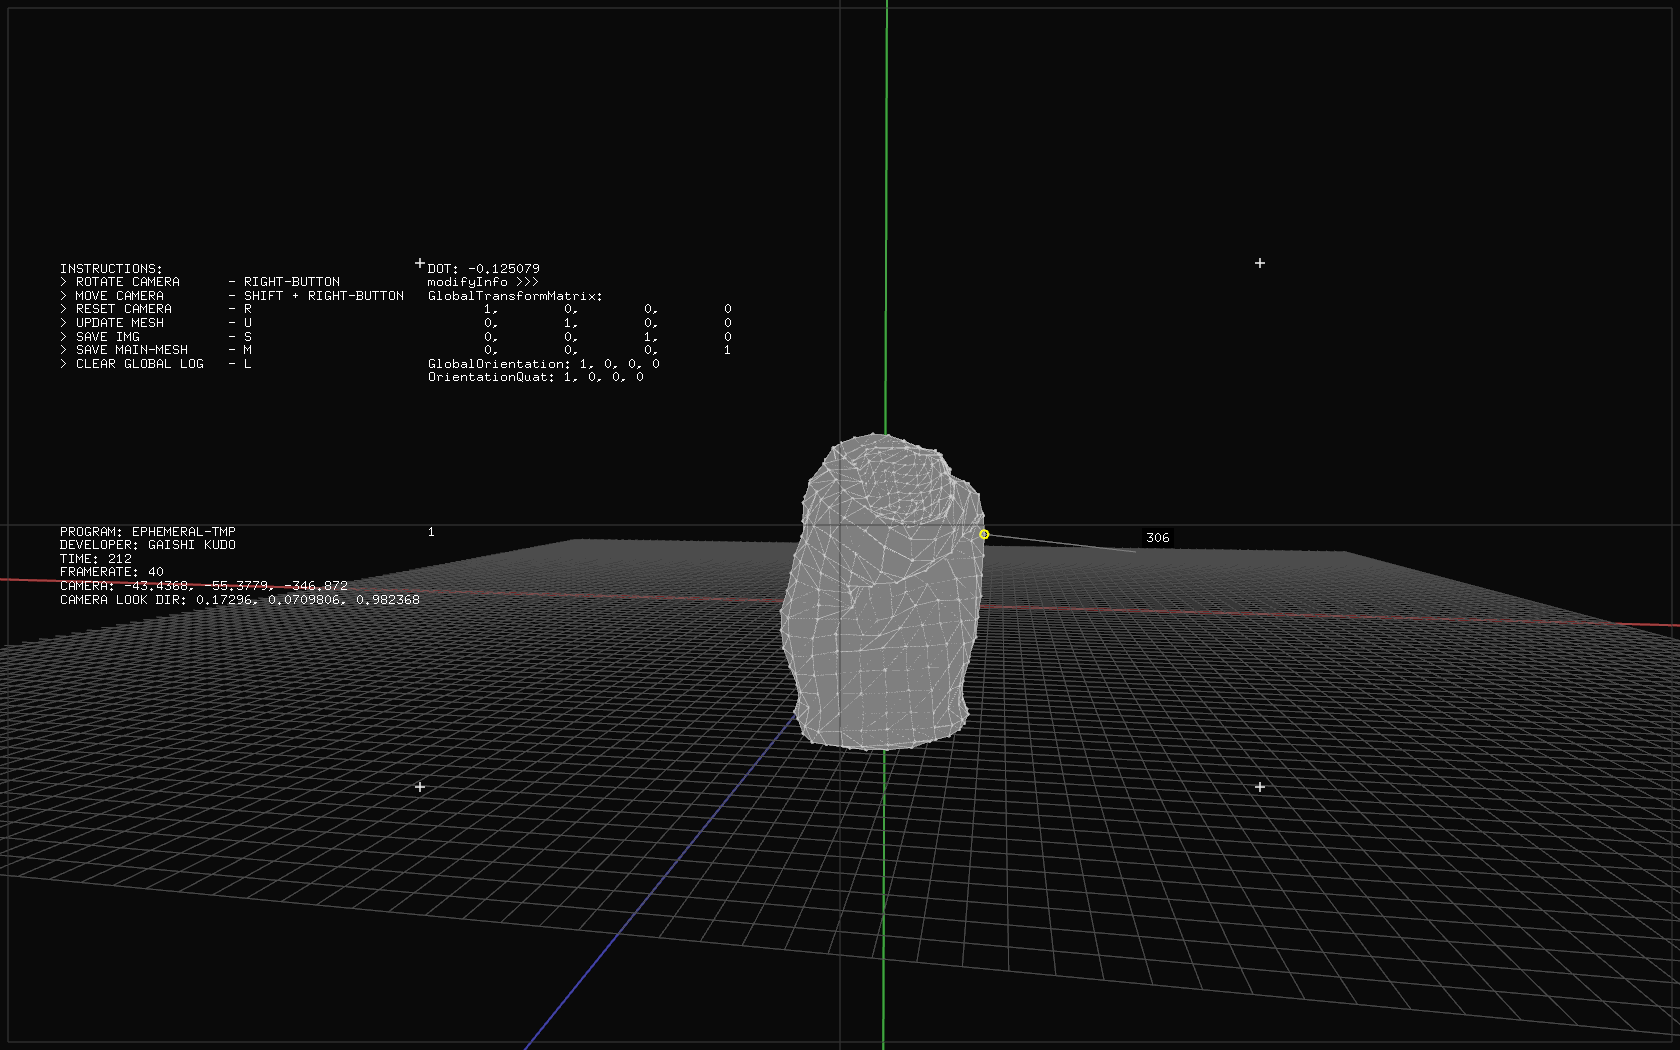 INSTRUCTIONS:
> ROTATE CAMERA - RIGHT-BUTTON
> MOVE CAMERA - SHIFT + RIGHT-BUTTON
> RESET CAMERA - R
> UPDATE MESH - U
> SAVE IMG - S
> SAVE MAIN-MESH - M
> CLEAR GLOBAL LOG - L
DOT: -0.125079
modifyInfo >>>
GlobalTransformMatrix:
1, 0, 0, 0
0, 1, 0, 0
0, 0, 1, 0
0, 0, 0, 1
GlobalOrientation: 1, 0, 0, 0
OrientationQuat: 1, 0, 0, 0
306
PROGRAM: EPHEMERAL-TMP
DEVELOPER: GAISHI KUDO
TIME: 212
FRAMERATE: 40
CAMERA: -43.4368, -55.3779, -346.872
CAMERA LOOK DIR: 0.17296, 0.0709806, 0.982368
1